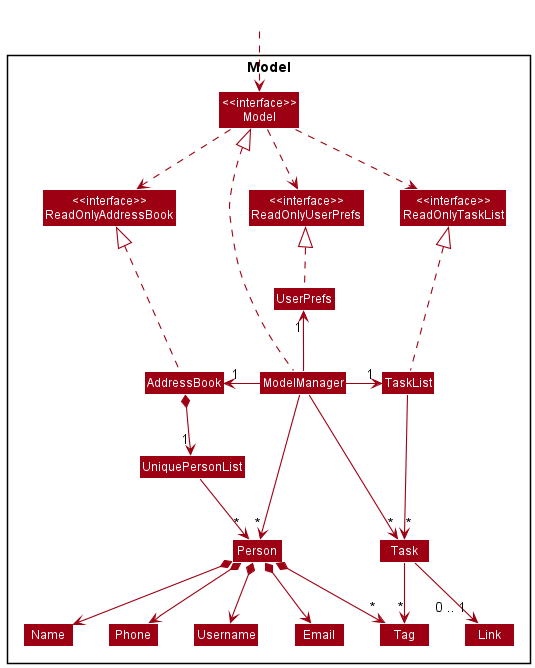 Model
<<interface>>
Model
<<interface>>
ReadOnlyAddressBook
<<interface>>
ReadOnlyUserPrefs
<<interface>>
ReadOnlyTaskList
UserPrefs
1
AddressBook
1
ModelManager
1
TaskList
1
UniquePersonList
*
*
*
*
Person
Task
*
*
0 .. 1
Name
Phone
Username
Email
Tag
Link